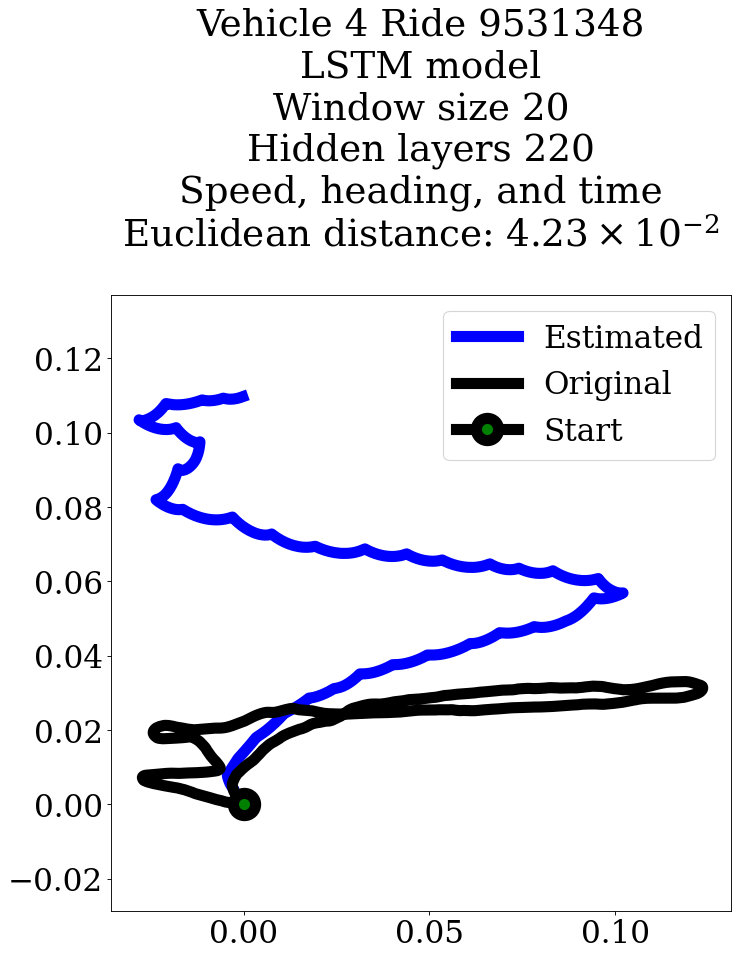 Vehicle 4 Ride 9531348
LSTM model
Window size 20
Hidden layers 220
Speed, heading, and time
Euclidean distance: 4.23 × 10⁻²
Estimated
Original
Start
0.12
0.10
0.08
0.06
0.04
0.02
0.00
−0.02
0.00 0.05 0.10